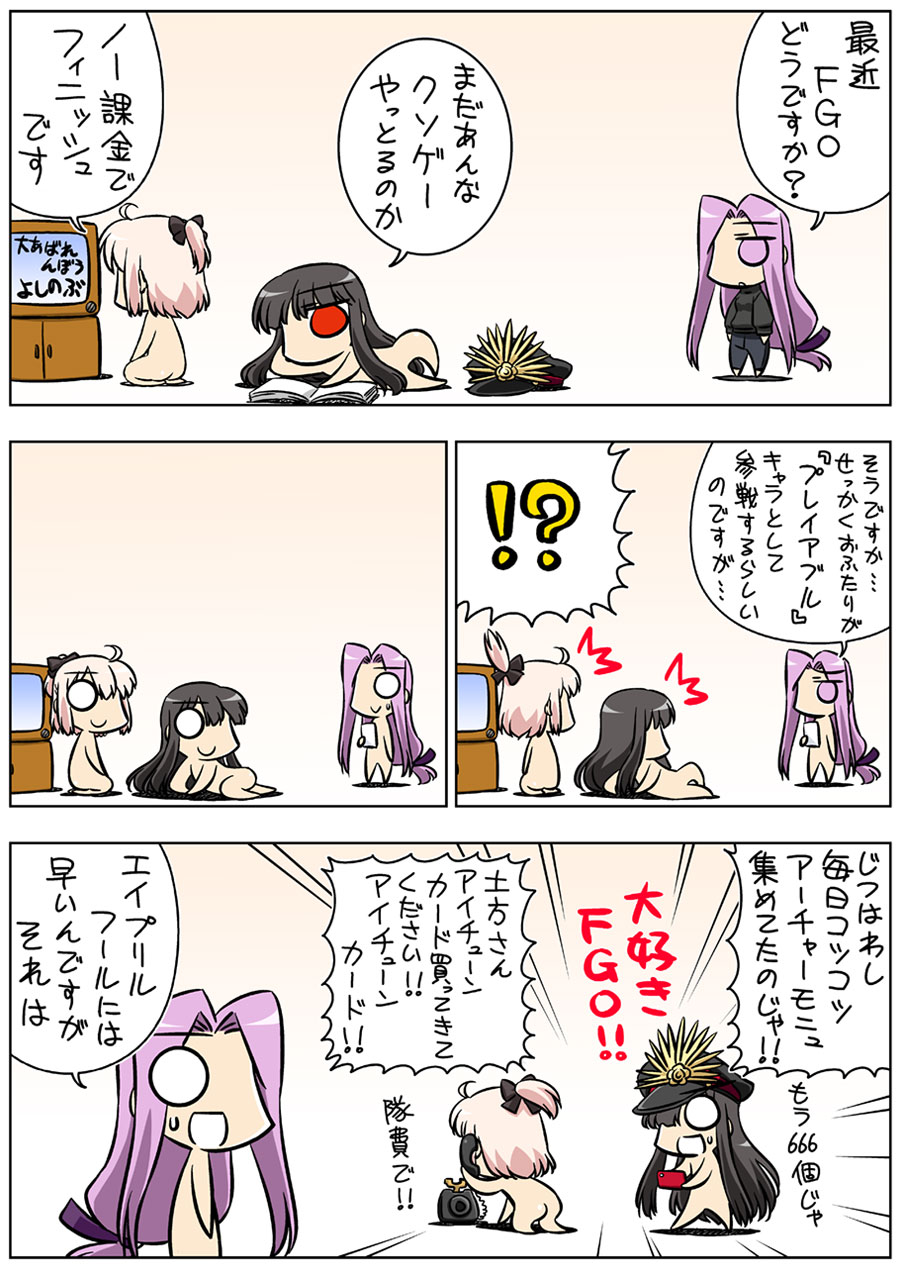 最近
FGO
どうですか?
まだあんな
クソゲー
やっとるのか
ノー課金で
フィニッシュ
です
大あばれ
んぼう
よしのぶ
そうですか…
せっかくおふたりが
『プレイアブル』
キャラとして
参戦するらしい
のですが…
!?
じつはわし
毎日コツコツ
アーチャーモニュ
集めてたのじゃ!!
もう666個じゃ
大好き
FGO!!
土方さん
アイチューン
カード買ってきて
ください!!
アイチューン
カード!!
隊費で!!
エイプリル
フールには
早いんですが
それは